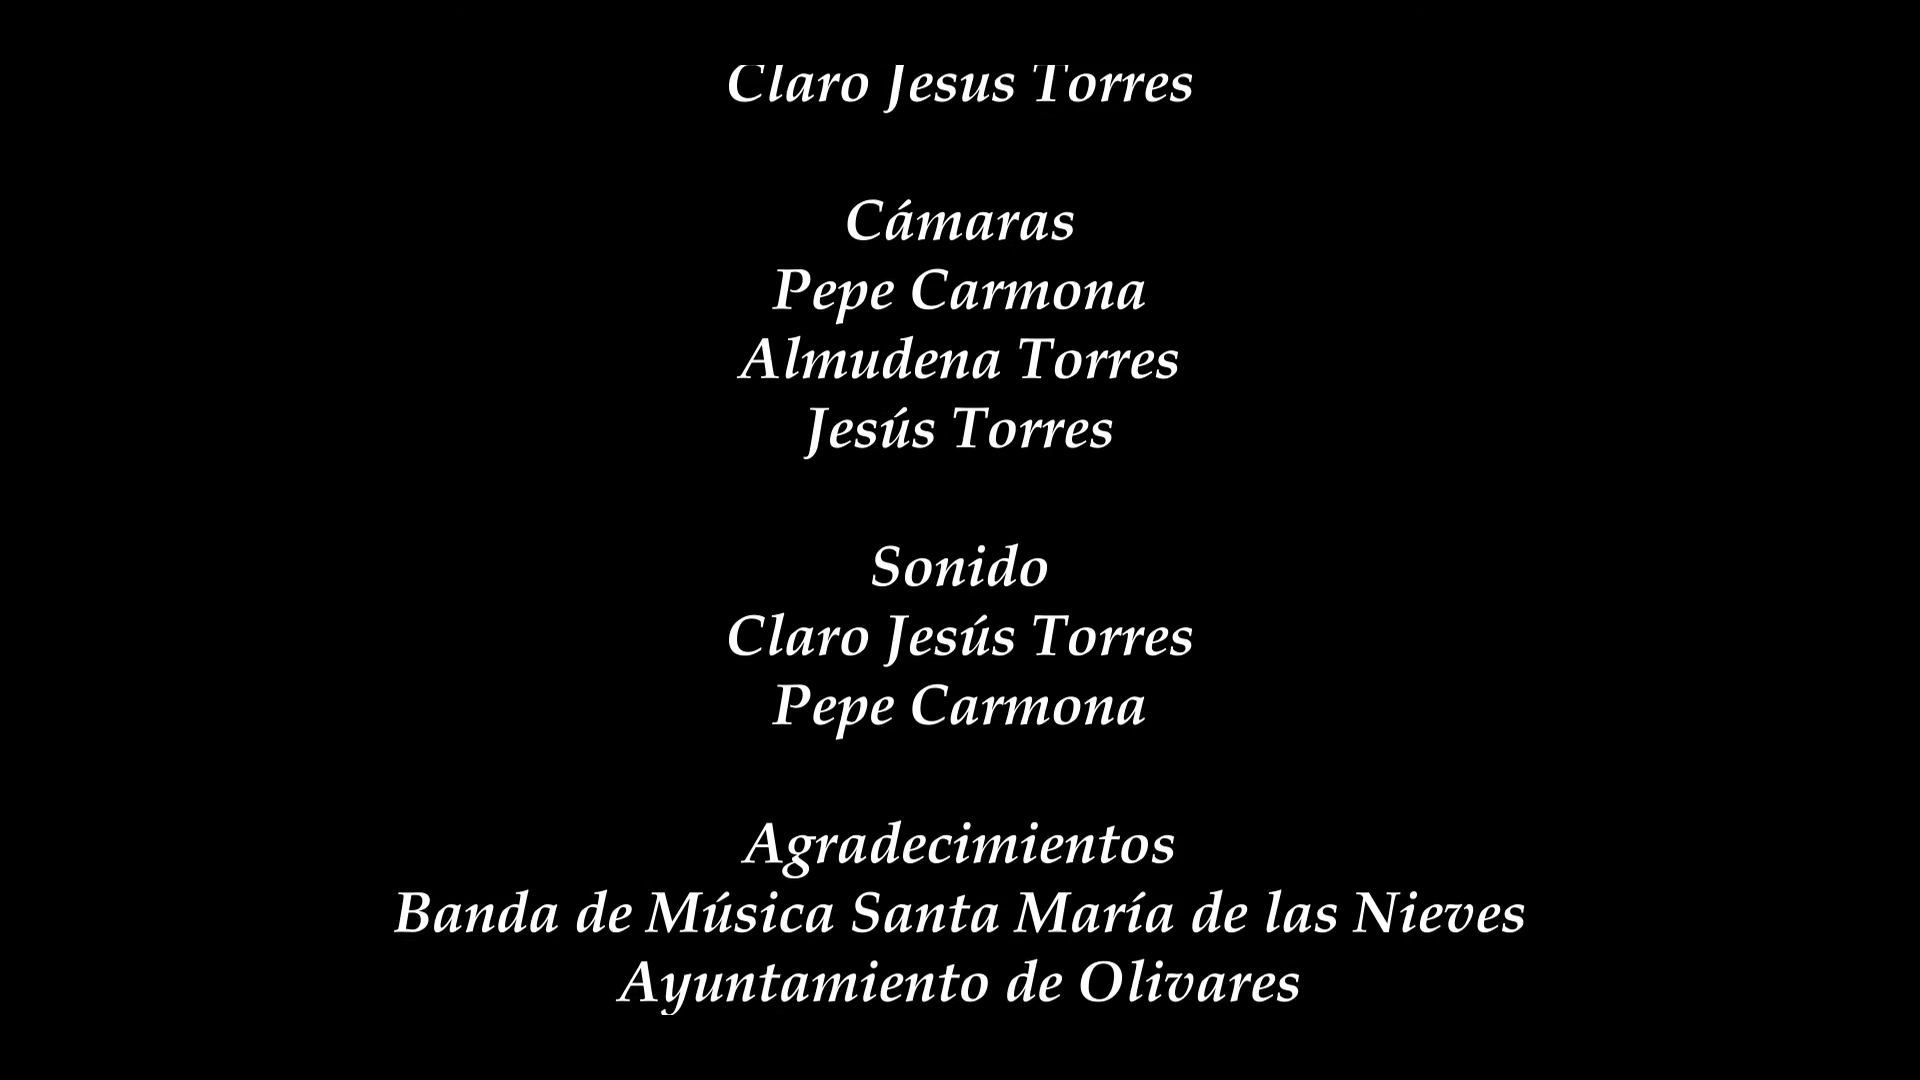 Claro Jesus Torres
Cámaras
Pepe Carmona
Almudena Torres
Jesús Torres
Sonido
Claro Jesús Torres
Pepe Carmona
Agradecimientos
Banda de Música Santa María de las Nieves
Ayuntamiento de Olivares